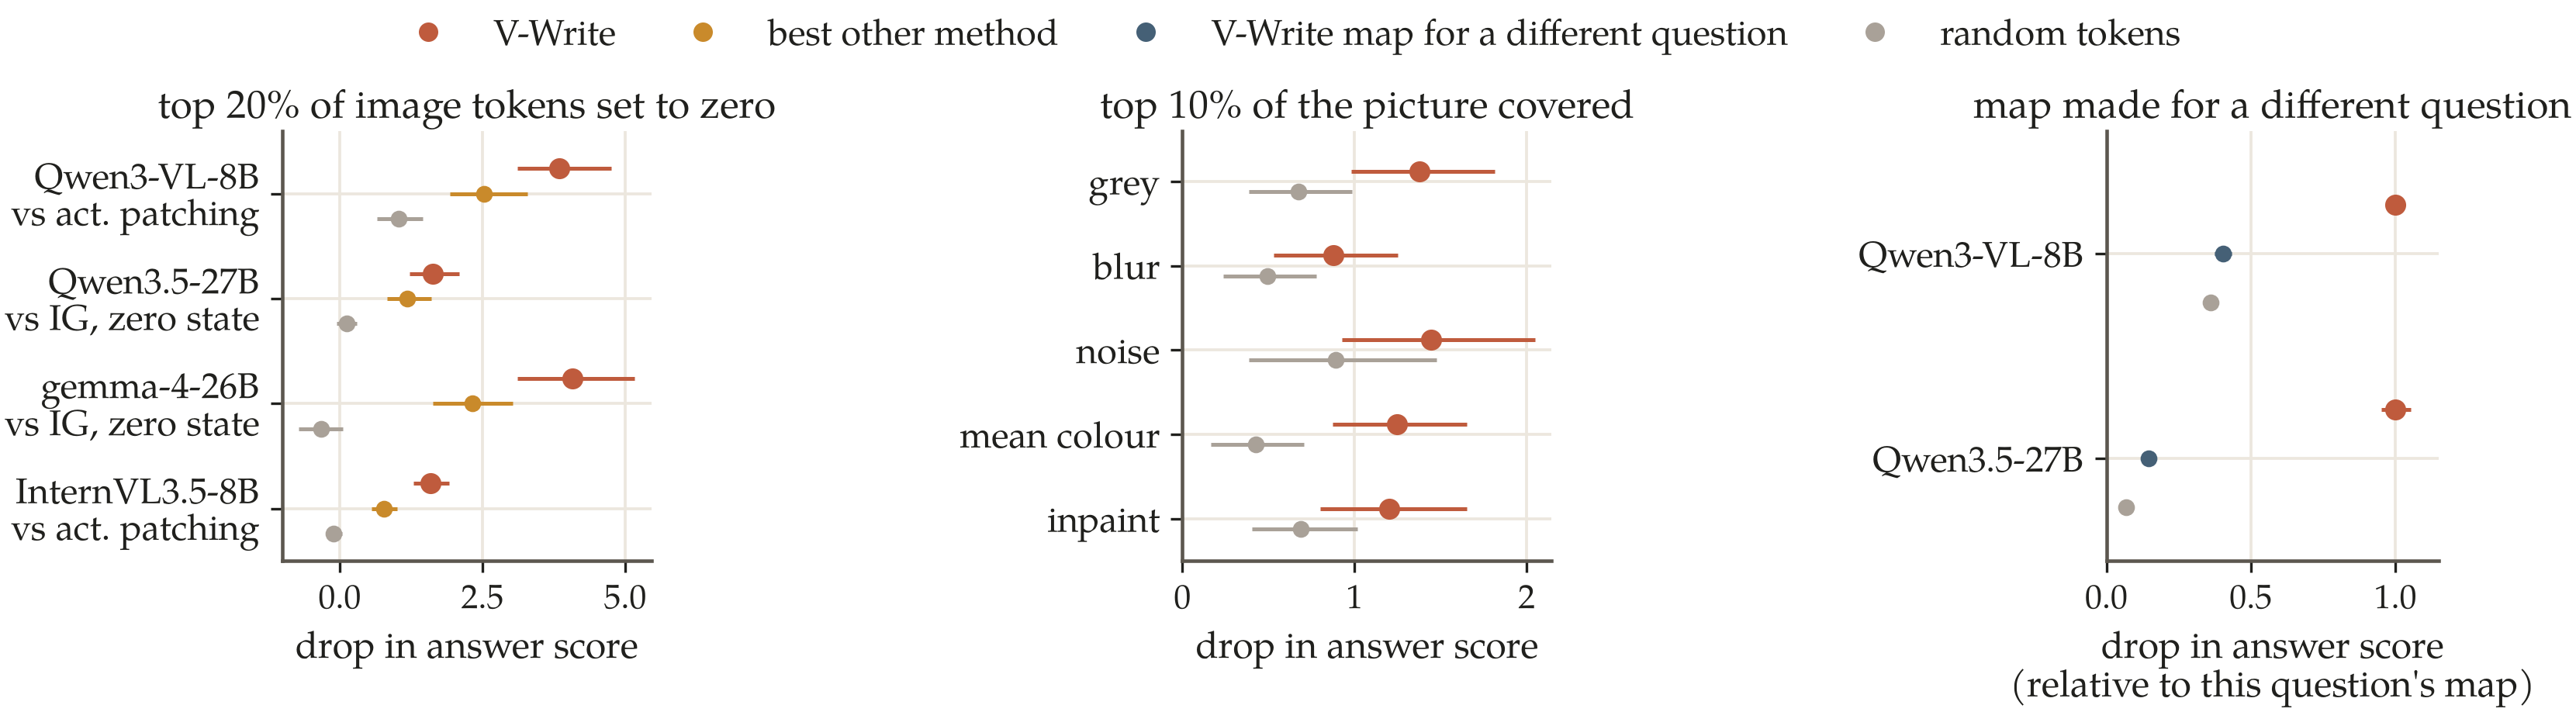 V-Write best other method V-Write map for a different question random tokens
top 20% of image tokens set to zero
Qwen3-VL-8B
vs act. patching
Qwen3.5-27B
vs IG, zero state
gemma-4-26B
vs IG, zero state
InternVL3.5-8B
vs act. patching
0.0 2.5 5.0
drop in answer score
top 10% of the picture covered
grey
blur
noise
mean colour
inpaint
0 1 2
drop in answer score
map made for a different question
Qwen3-VL-8B
Qwen3.5-27B
0.0 0.5 1.0
drop in answer score
(relative to this question's map)